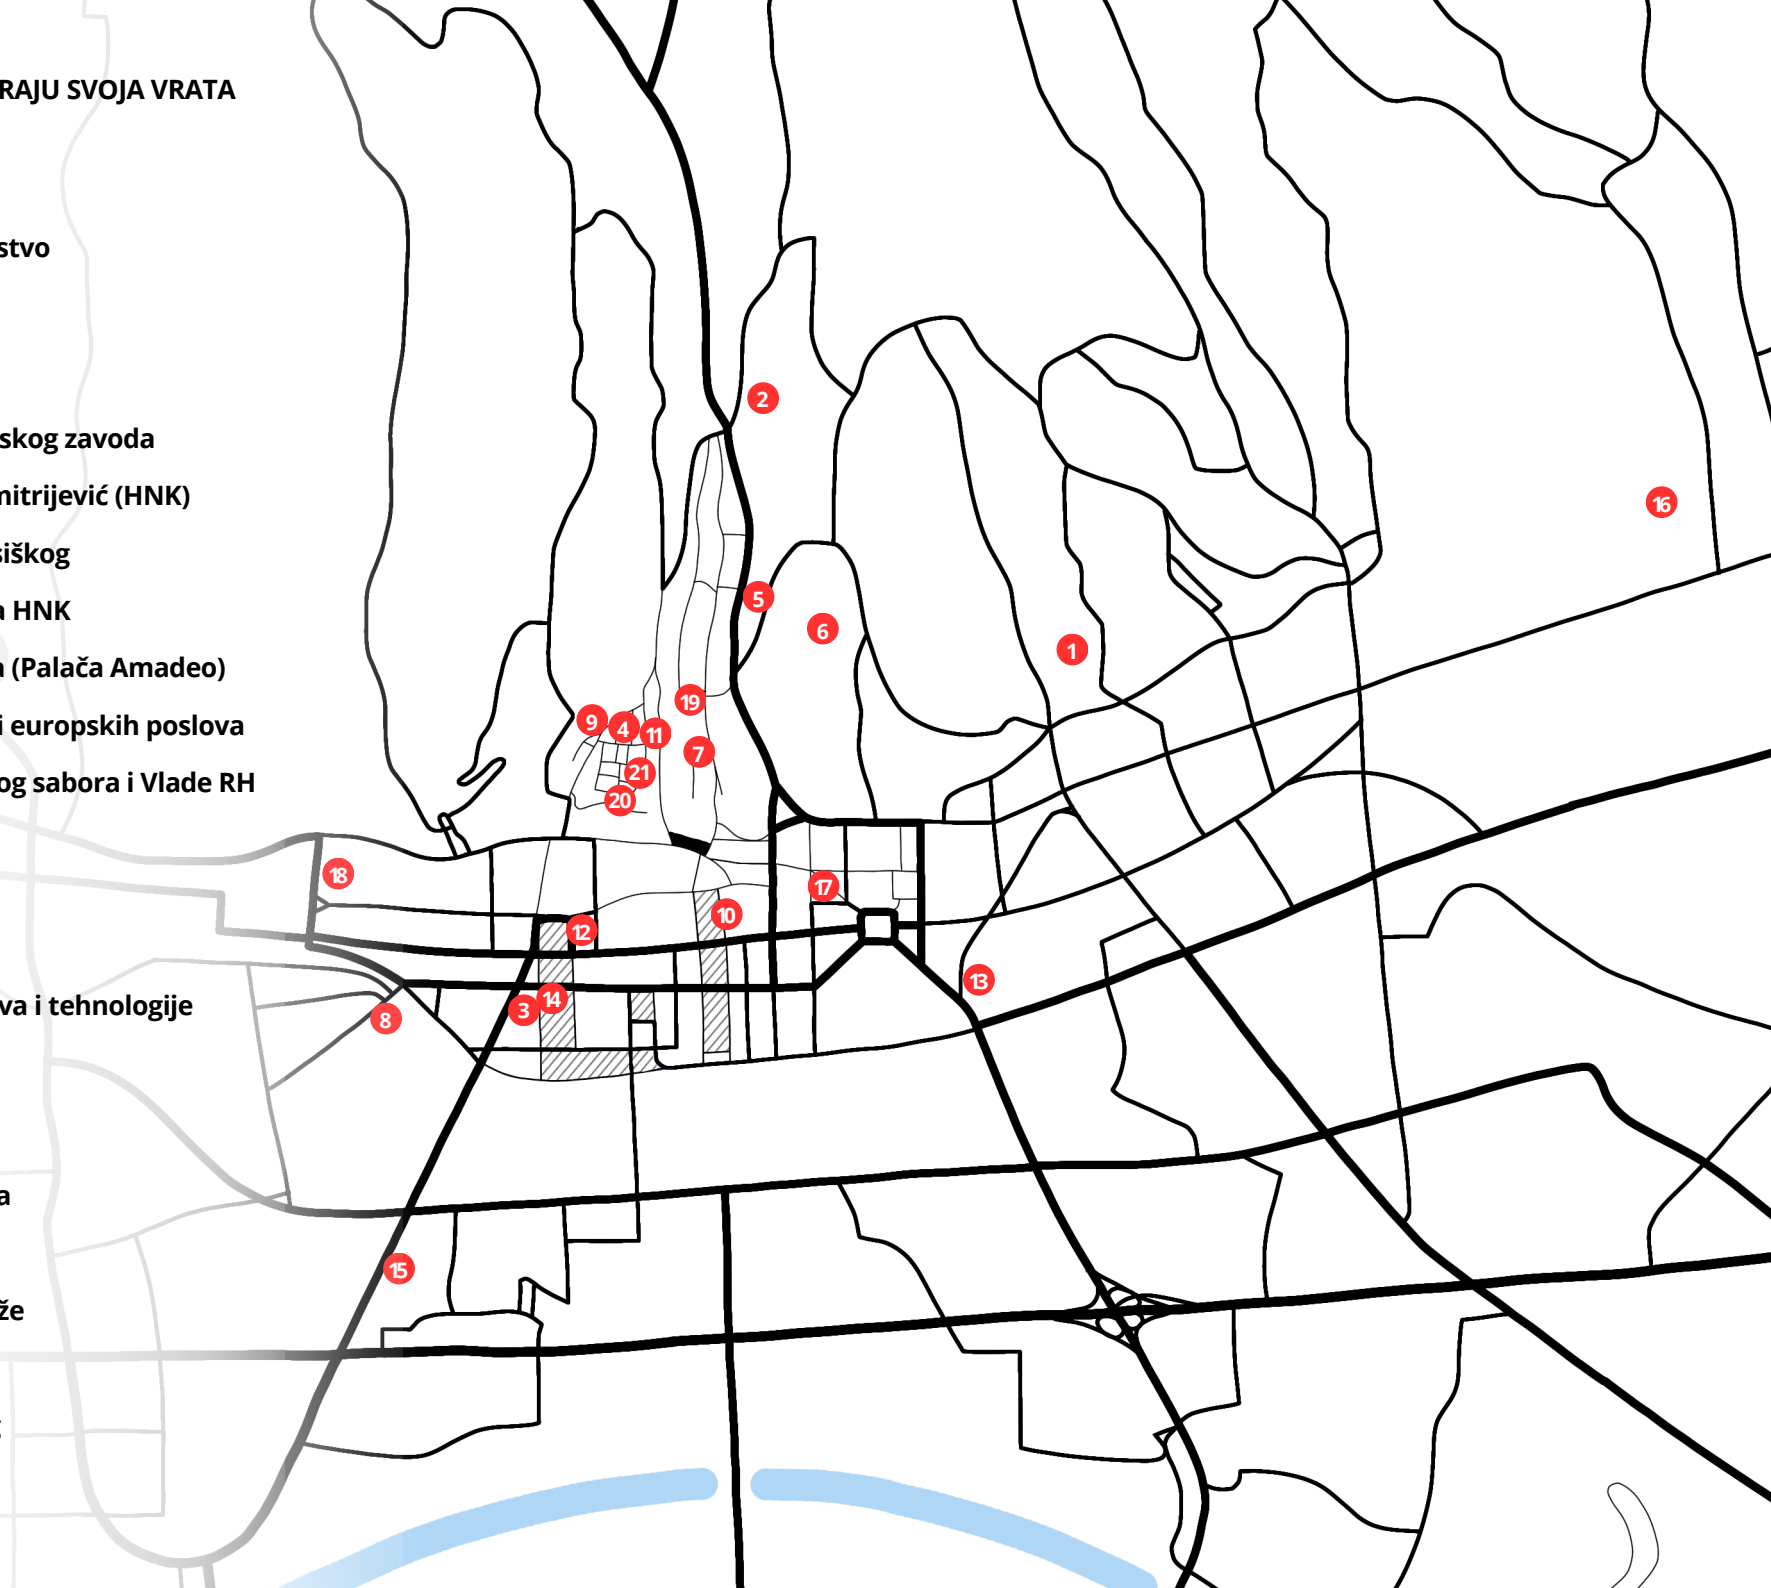 RAJU SVOJA VRATA
stvo
skog zavoda
mitrijević (HNK)
siškog
a HNK
a (Palača Amadeo)
i europskih poslova
og sabora i Vlade RH
va i tehnologije
a
že
2
16
5
6
1
19
9
4
11
7
21
20
18
17
10
12
13
14
3
8
15